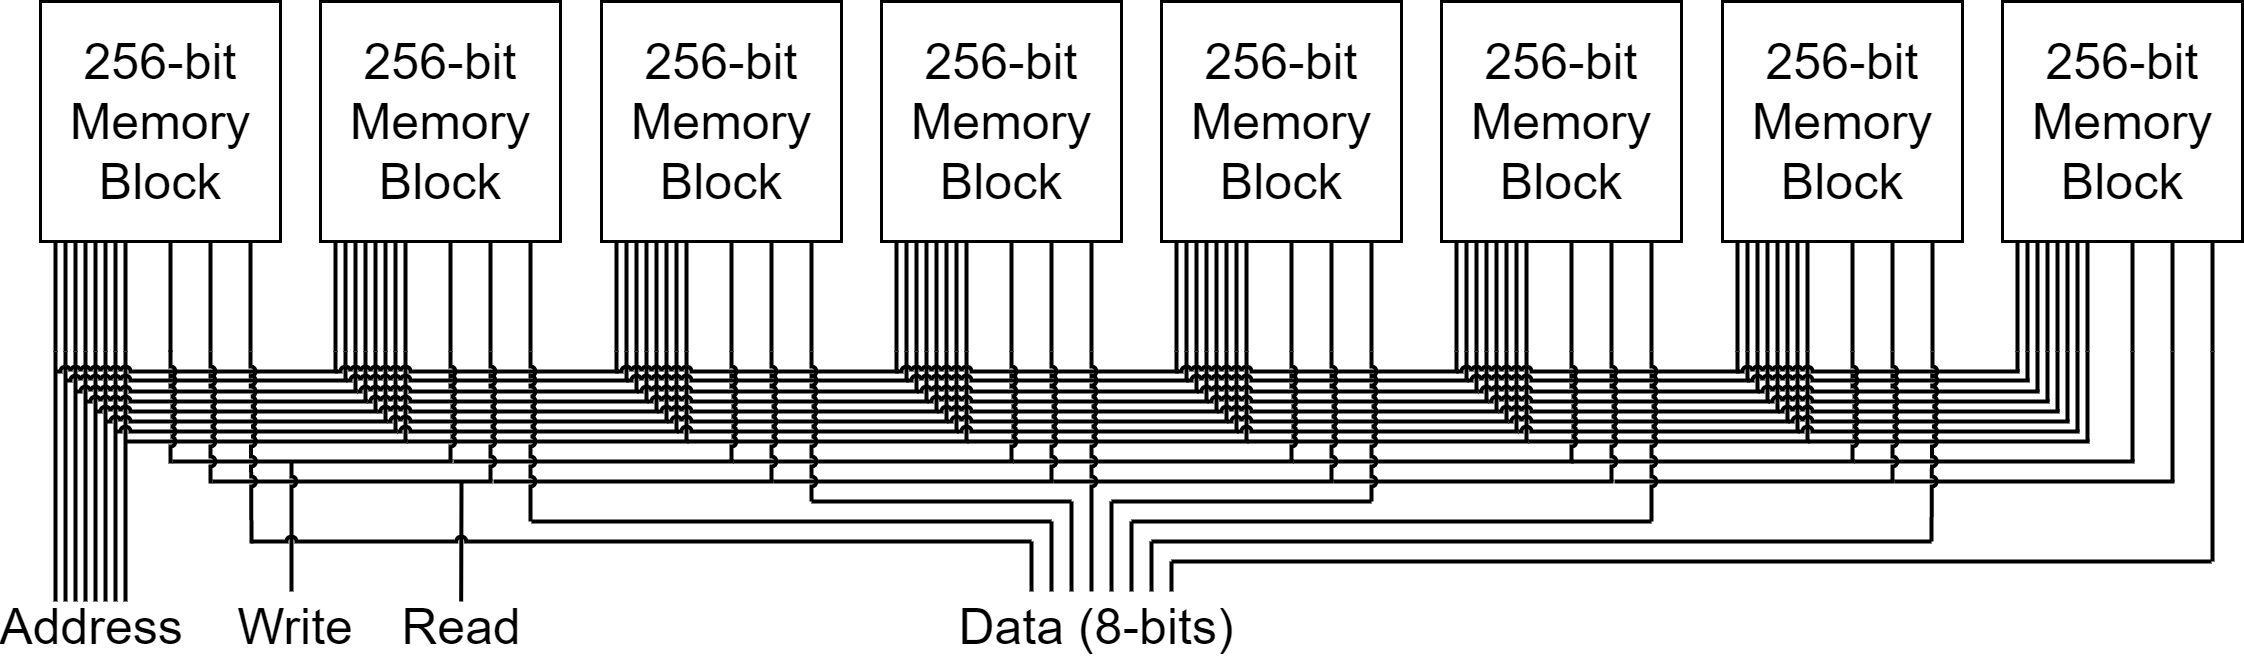 256-bit
Memory
Block
256-bit
Memory
Block
256-bit
Memory
Block
256-bit
Memory
Block
256-bit
Memory
Block
256-bit
Memory
Block
256-bit
Memory
Block
256-bit
Memory
Block
Address
Write
Read
Data (8-bits)